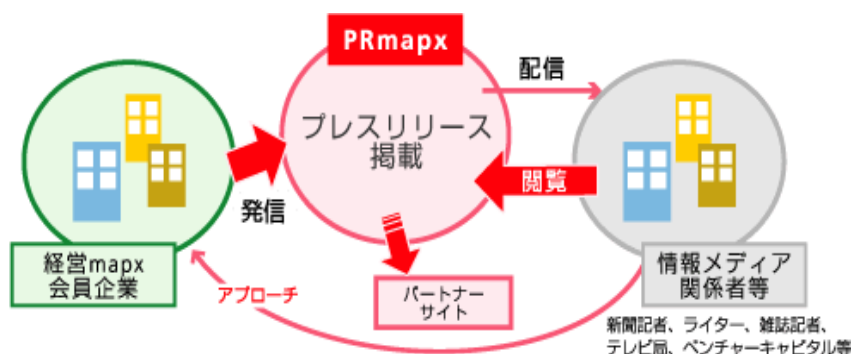 PRmapx
配信
プレスリリース
掲載
閲覧
発信
経営mapx
会員企業
アプローチ
パートナー
サイト
情報メディア
関係者等
新聞記者、ライター、雑誌記者、
テレビ局、ベンチャーキャピタル等